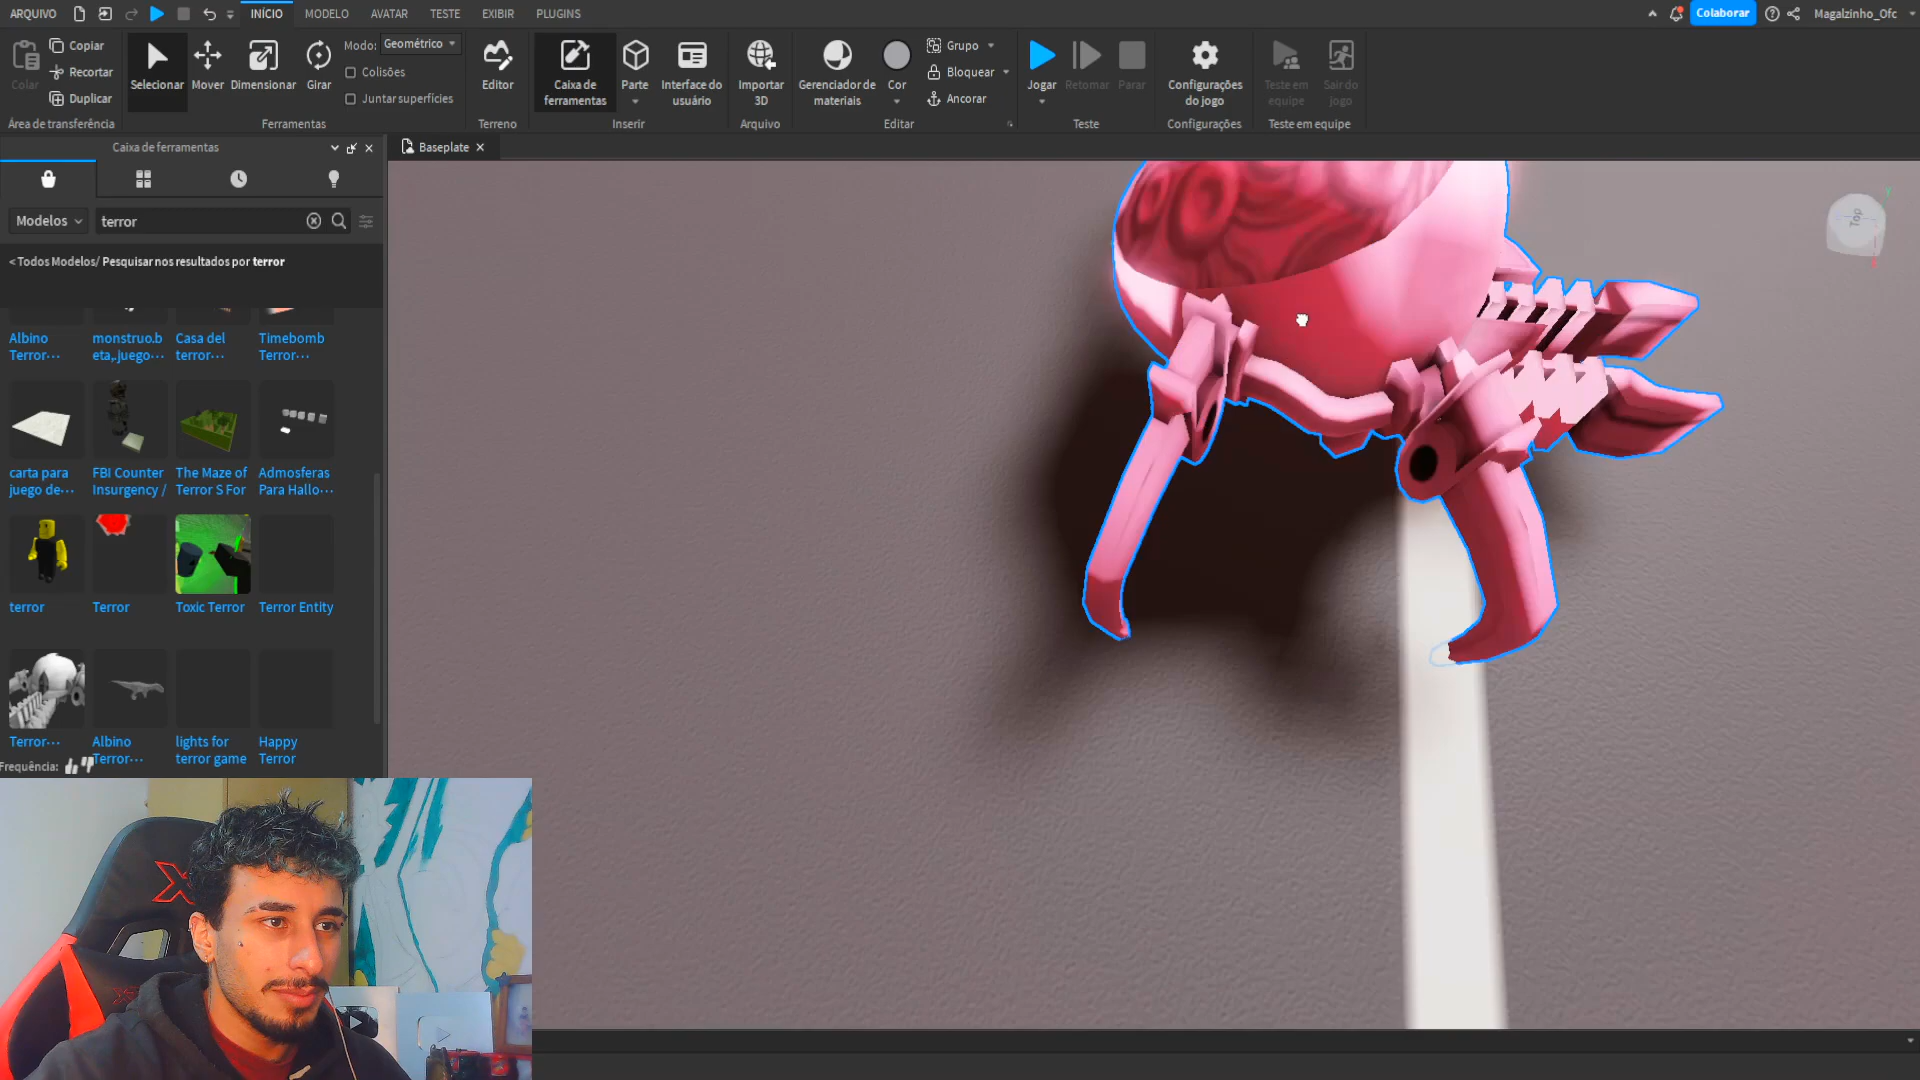 ARQUIVO
INÍCIO
MODELO
AVATAR
TESTE
EXIBIR
PLUGINS
Colaborar
Magalzinho_Ofc
Colar
Copiar
Recortar
Duplicar
Área de transferência
Selecionar
Mover
Dimensionar
Girar
Modo:
Geométrico
Colisões
Juntar superfícies
Ferramentas
Editor
Terreno
Caixa de
ferramentas
Parte
Interface do
usuário
Inserir
Importar
3D
Arquivo
Gerenciador de
materiais
Cor
Grupo
Bloquear
Ancorar
Editar
Jogar
Retomar
Parar
Teste
Configurações
do jogo
Configurações
Teste em
equipe
Sair do
jogo
Teste em equipe
Caixa de ferramentas
Baseplate
Modelos
terror
< Todos Modelos/ Pesquisar nos resultados por terror
Albino
Terror...
monstruo.b
eta,.juego...
Casa del
terror...
Timebomb
Terror...
carta para
juego de...
FBI Counter
Insurgency /
The Maze of
Terror S For
Admosferas
Para Hallo...
terror
Terror
Toxic Terror
Terror Entity
Terror...
Albino
Terror...
lights for
terror game
Happy
Terror
Frequência:
Top